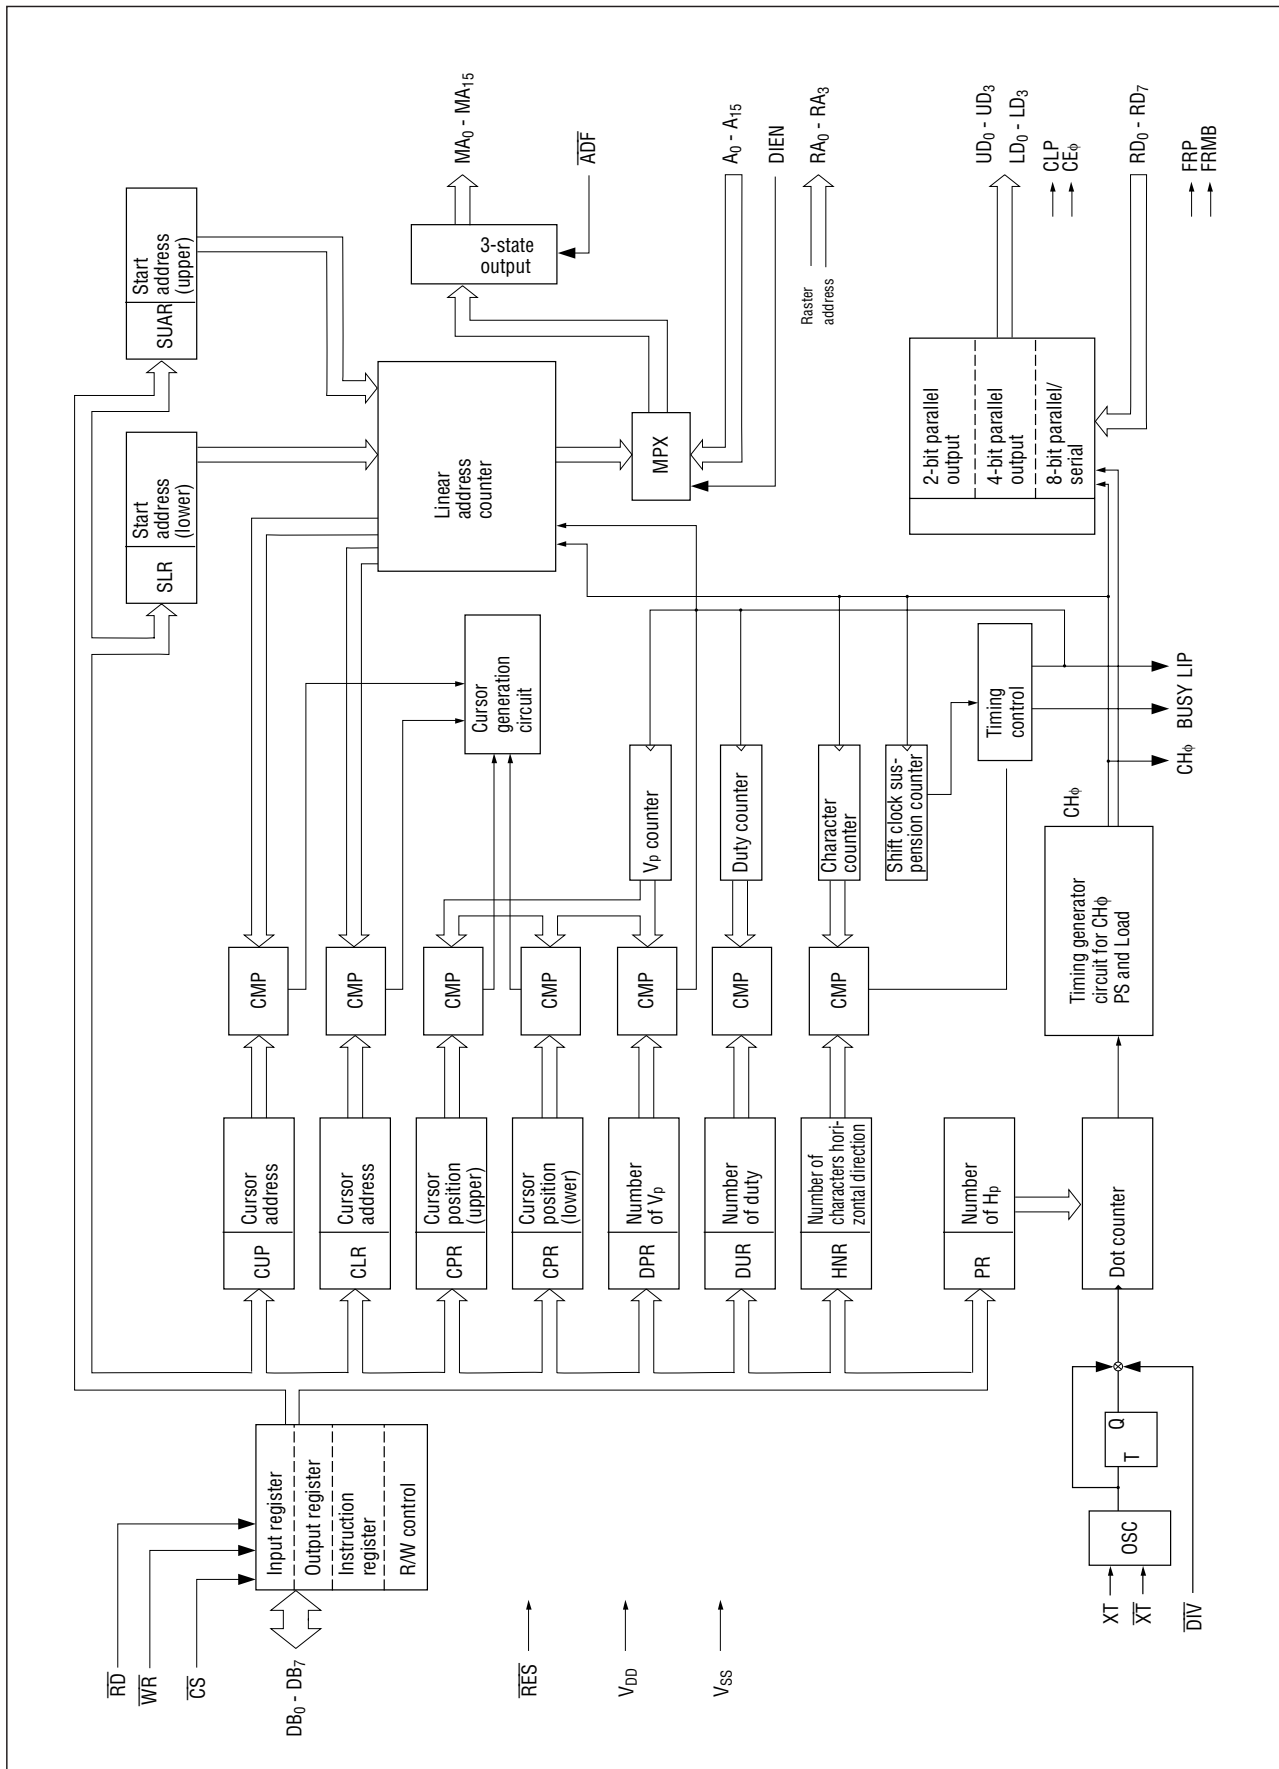 RD
WR
CS
DB0 - DB7
Input register
Output register
Instruction
register
R/W control
RES
VDD
VSS
XT
XT
DIV
OSC
T
Q
CUP
Cursor
address
CLR
Cursor
address
CPR
Cursor
position
(upper)
CPR
Cursor
position
(lower)
DPR
Number
of Vp
DUR
Number
of duty
HNR
Number of
characters hori-
zontal direction
PR
Number
of Hp
Dot counter
CMP
CMP
CMP
CMP
CMP
CMP
CMP
Timing generator
circuit for CHϕ
PS and Load
Vp counter
Duty counter
Character
counter
Shift clock sus-
pension counter
Timing
control
CHϕ
CHϕ
BUSY
LIP
Cursor
generation
circuit
SLR
Start
address
(lower)
SUAR
Start
address
(upper)
Linear
address
counter
MPX
3-state
output
MA0 - MA15
ADF
A0 - A15
DIEN
RA0 - RA3
Raster
address
2-bit parallel
output
4-bit parallel
output
8-bit parallel/
serial
UD0 - UD3
LD0 - LD3
CLP
CEϕ
RD0 - RD7
FRP
FRMB